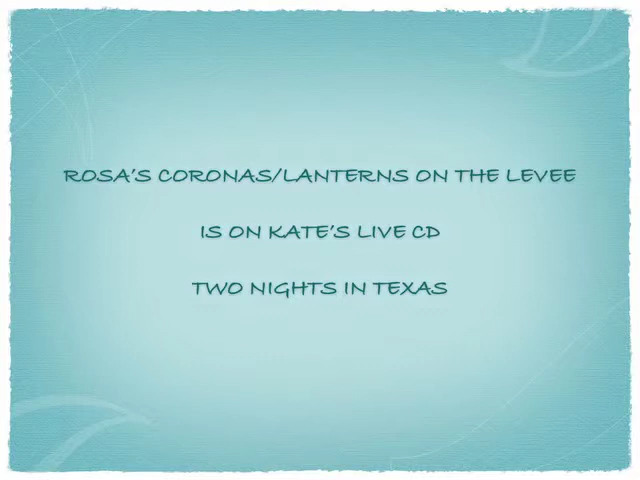 ROSA'S CORONAS/LANTERNS ON THE LEVEE
IS ON KATE'S LIVE CD
TWO NIGHTS IN TEXAS